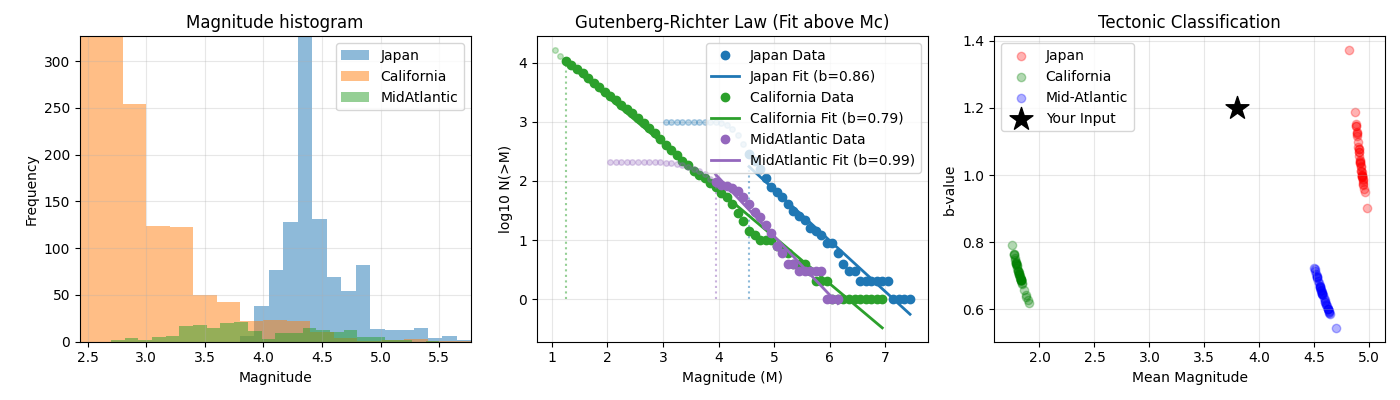 Magnitude histogram
Frequency
300
250
200
150
100
50
0
2.5 3.0 3.5 4.0 4.5 5.0 5.5
Magnitude
Japan
California
MidAtlantic
Gutenberg-Richter Law (Fit above Mc)
log10 N(>M)
4
3
2
1
0
1 2 3 4 5 6 7
Magnitude (M)
Japan Data
Japan Fit (b=0.86)
California Data
California Fit (b=0.79)
MidAtlantic Data
MidAtlantic Fit (b=0.99)
Tectonic Classification
b-value
1.4
1.2
1.0
0.8
0.6
2.0 2.5 3.0 3.5 4.0 4.5 5.0
Mean Magnitude
Japan
California
Mid-Atlantic
Your Input